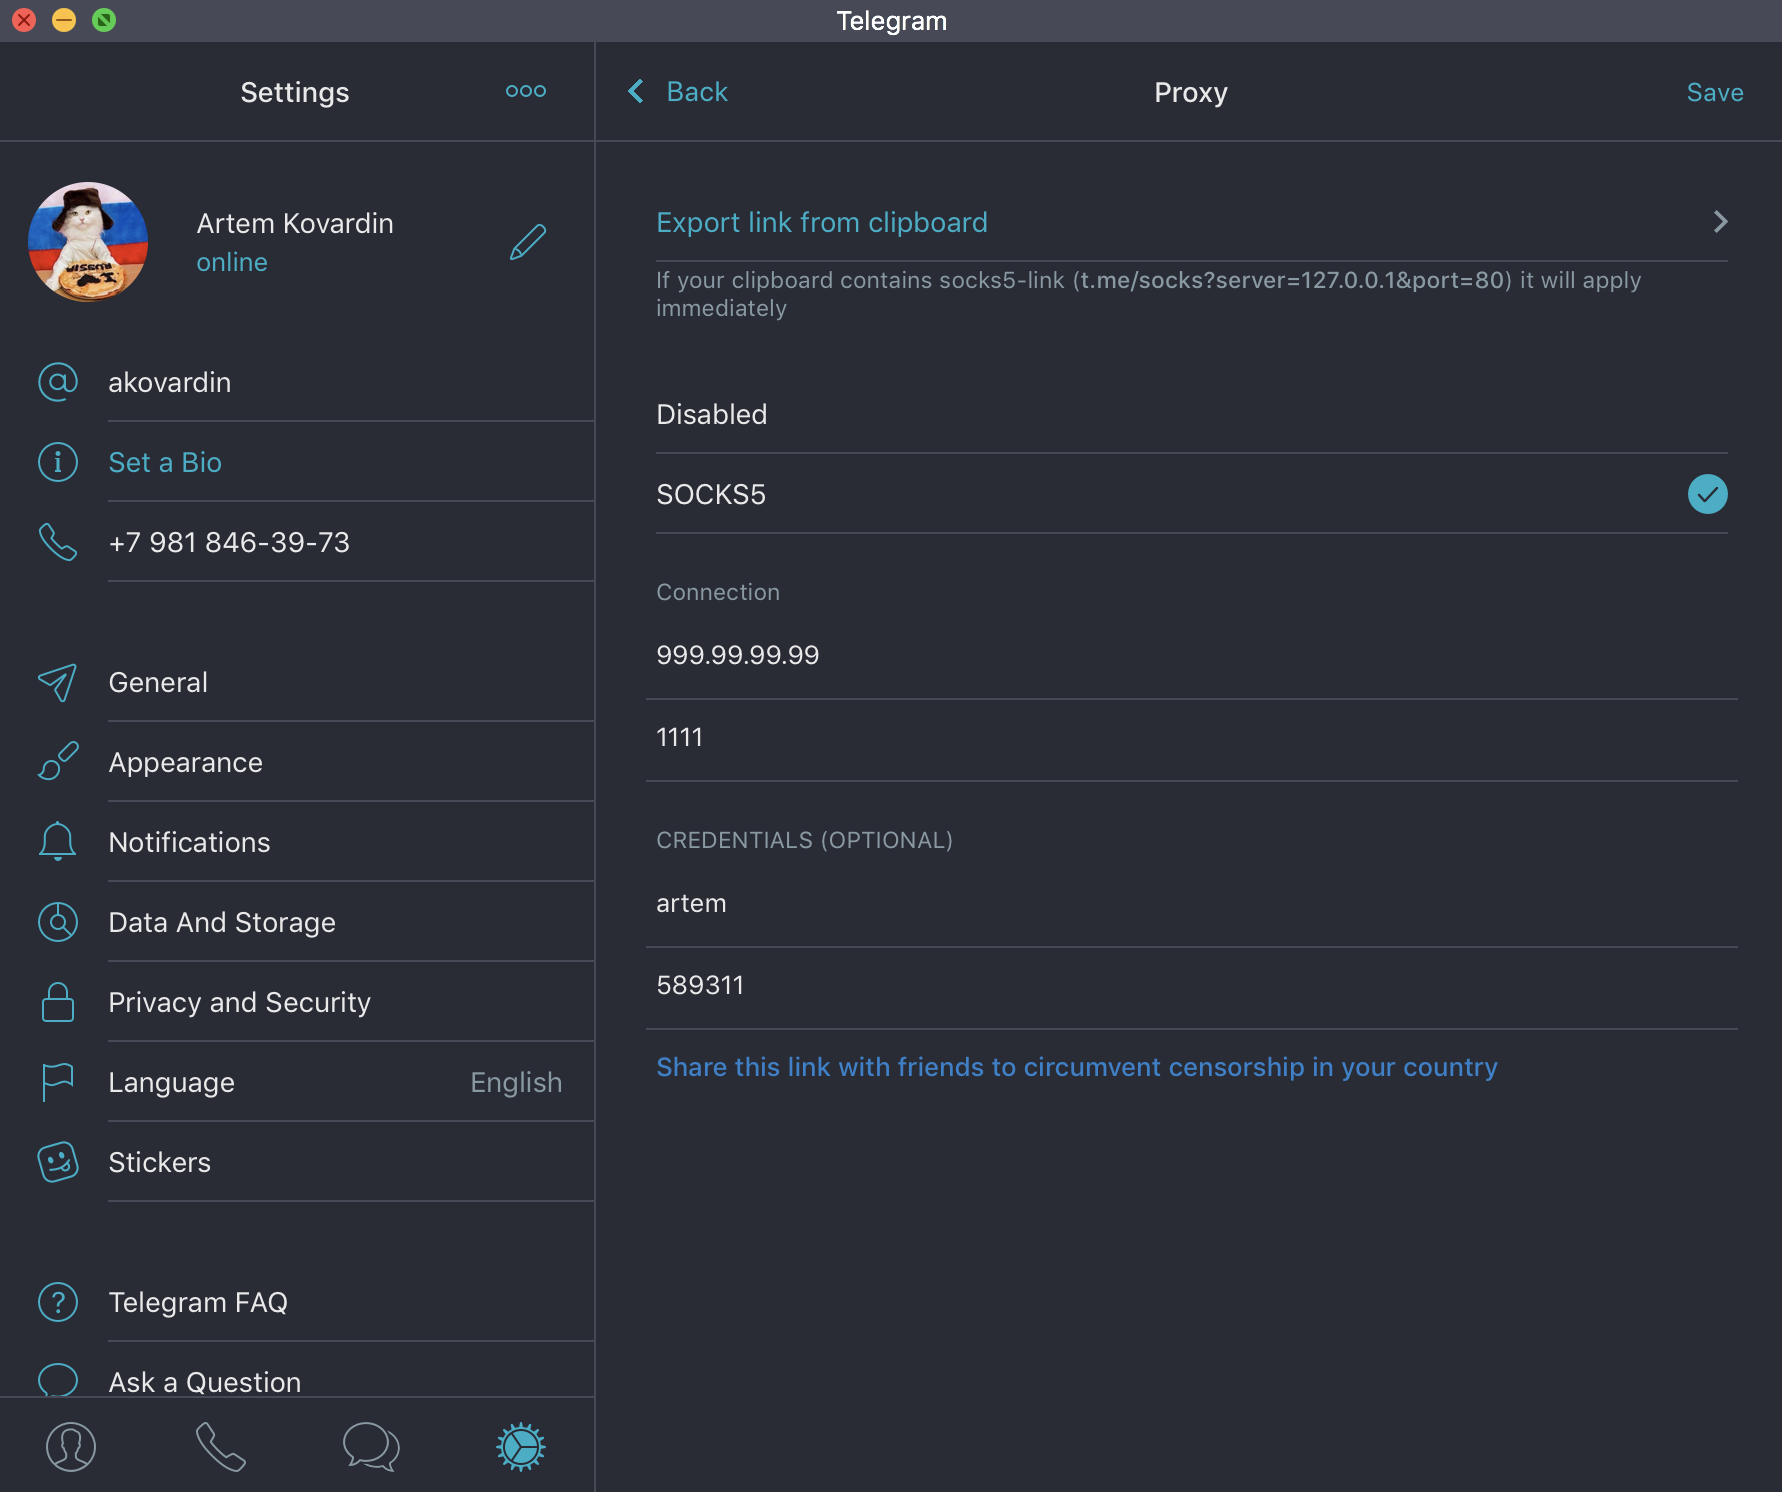 Telegram
Settings
Artem Kovardin
online
akovardin
Set a Bio
+7 981 846-39-73
General
Appearance
Notifications
Data And Storage
Privacy and Security
Language English
Stickers
Telegram FAQ
Ask a Question
Back
Proxy
Save
Export link from clipboard
If your clipboard contains socks5-link (t.me/socks?server=127.0.0.1&port=80) it will apply
immediately
Disabled
SOCKS5
Connection
999.99.99.99
1111
CREDENTIALS (OPTIONAL)
artem
589311
Share this link with friends to circumvent censorship in your country